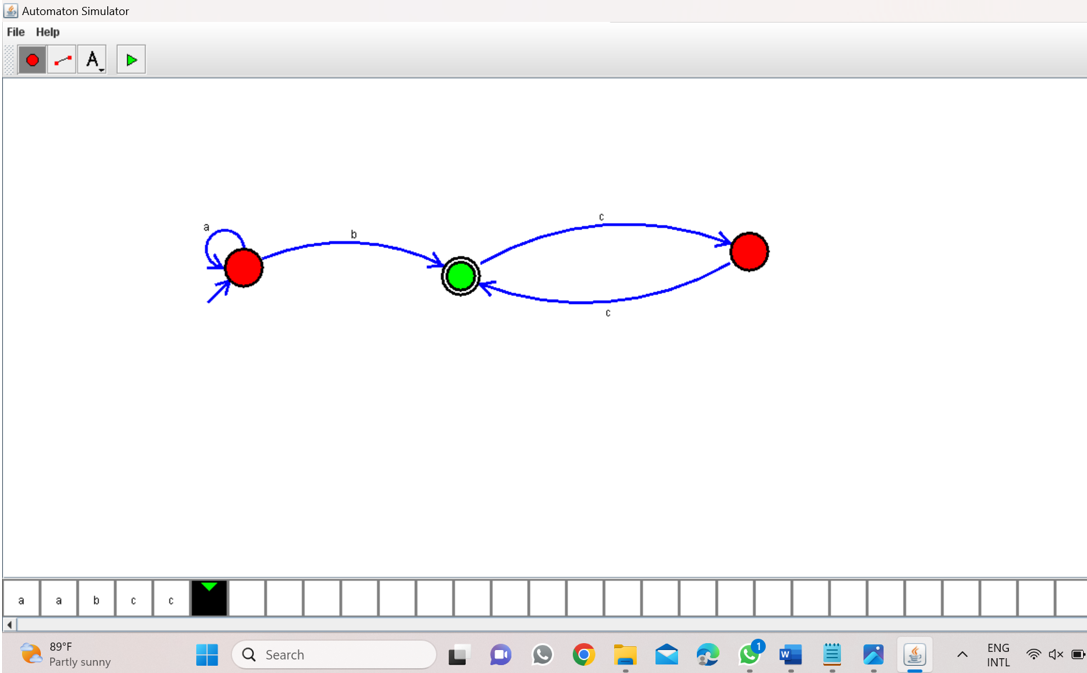 Automaton Simulator
File Help
A
a
b
c
c
a a b c c
89°F
Partly sunny
Search
1
W
ENG
INTL